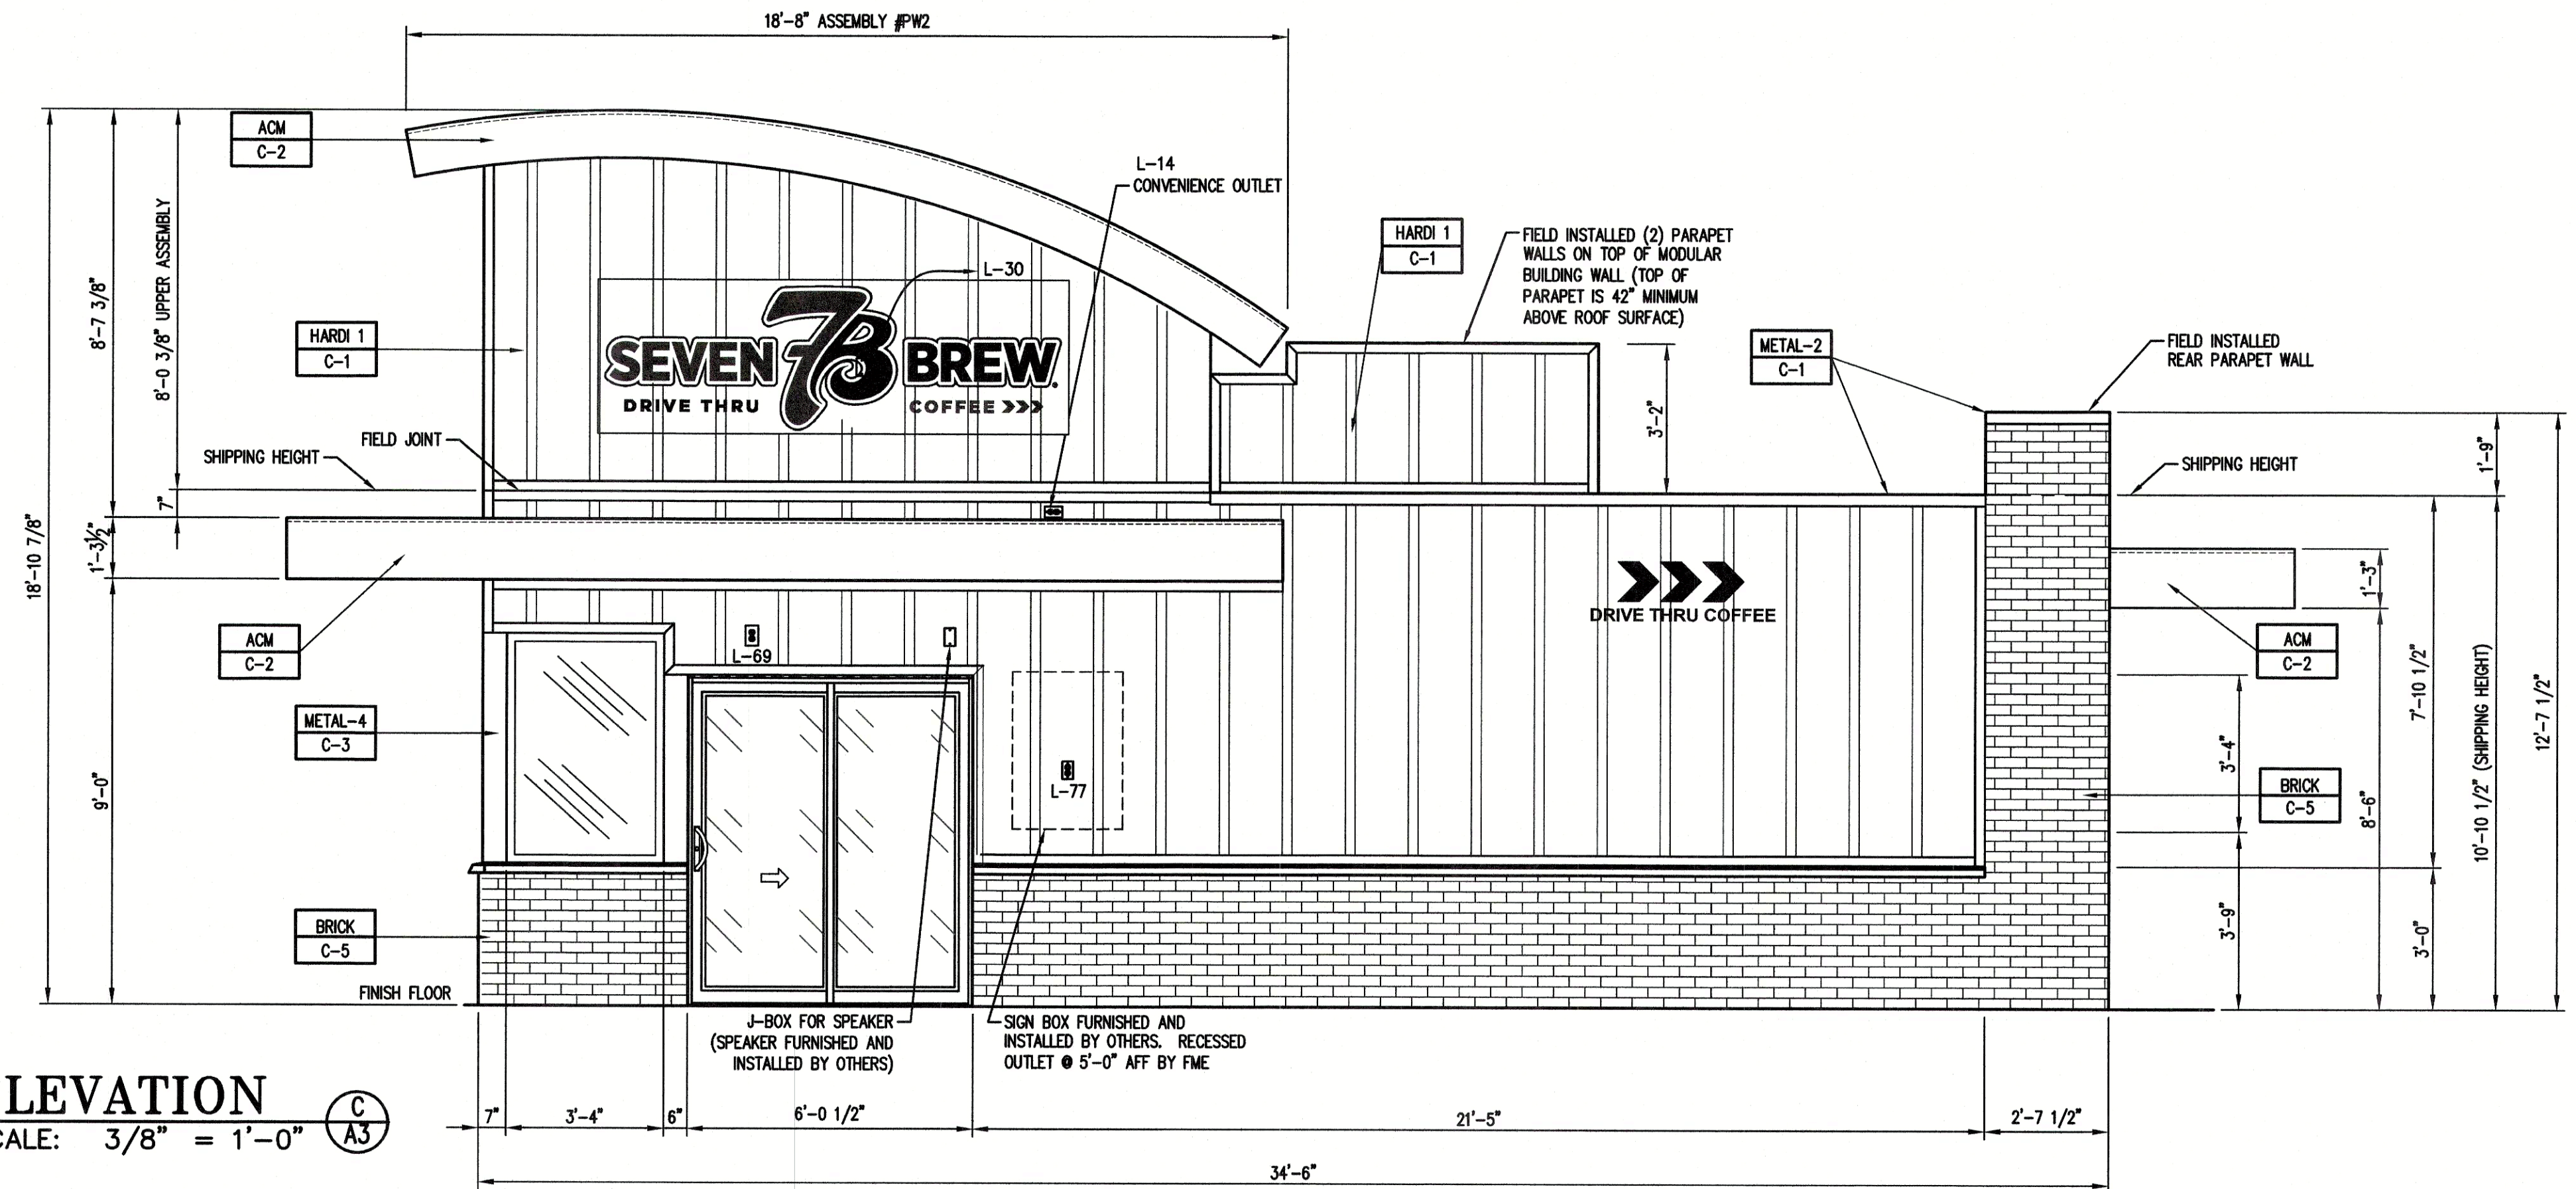 18'-8" ASSEMBLY #PW2
ACM
C-2
L-14
CONVENIENCE OUTLET
HARDI 1
C-1
FIELD INSTALLED (2) PARAPET
WALLS ON TOP OF MODULAR
BUILDING WALL (TOP OF
PARAPET IS 42" MINIMUM
ABOVE ROOF SURFACE)
8'-7 3/8"
8'-0 3/8" UPPER ASSEMBLY
L-30
HARDI 1
C-1
SEVEN 7B BREW.
DRIVE THRU COFFEE >>>
METAL-2
C-1
FIELD INSTALLED
REAR PARAPET WALL
3'-2"
FIELD JOINT
SHIPPING HEIGHT
1'-9"
SHIPPING HEIGHT
7"
1'-3½"
18'-10 7/8"
DRIVE THRU COFFEE
1'-3"
ACM
C-2
L-69
ACM
C-2
METAL-4
C-3
L-77
9'-0"
7'-10 1/2"
10'-10 1/2" (SHIPPING HEIGHT)
12'-7 1/2"
3'-4"
BRICK
C-5
8'-6"
3'-9"
3'-0"
BRICK
C-5
FINISH FLOOR
J-BOX FOR SPEAKER
(SPEAKER FURNISHED AND
INSTALLED BY OTHERS)
SIGN BOX FURNISHED AND
INSTALLED BY OTHERS. RECESSED
OUTLET @ 5'-0" AFF BY FME
LEVATION
CALE: 3/8" = 1'-0"
C
A3
7" 3'-4" 6" 6'-0 1/2" 21'-5" 2'-7 1/2"
34'-6"